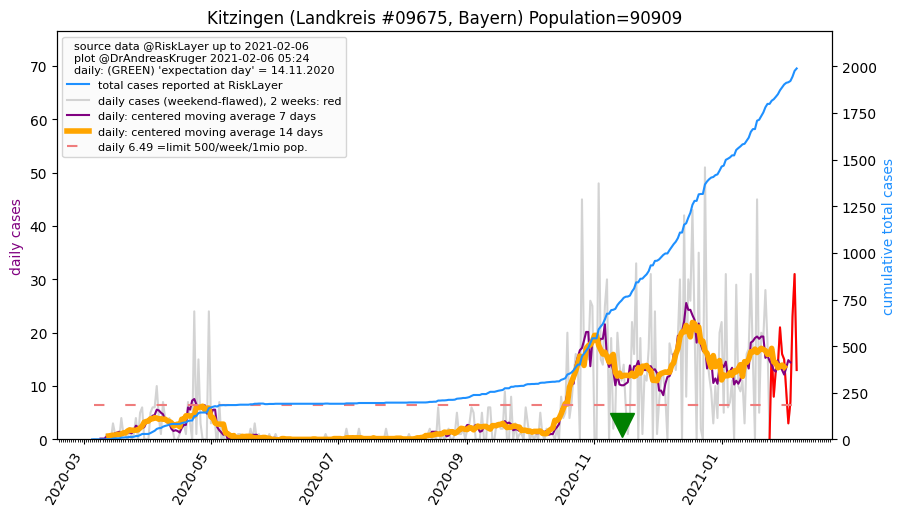 Kitzingen (Landkreis #09675, Bayern) Population=90909
source data @RiskLayer up to 2021-02-06
plot @DrAndreasKruger 2021-02-06 05:24
daily: (GREEN) 'expectation day' = 14.11.2020
total cases reported at RiskLayer
daily cases (weekend-flawed), 2 weeks: red
daily: centered moving average 7 days
daily: centered moving average 14 days
daily 6.49 =limit 500/week/1mio pop.
daily cases
70
60
50
40
30
20
10
0
2000
1750
1500
1250
1000
750
500
250
0
cumulative total cases
2020-03
2020-05
2020-07
2020-09
2020-11
2021-01